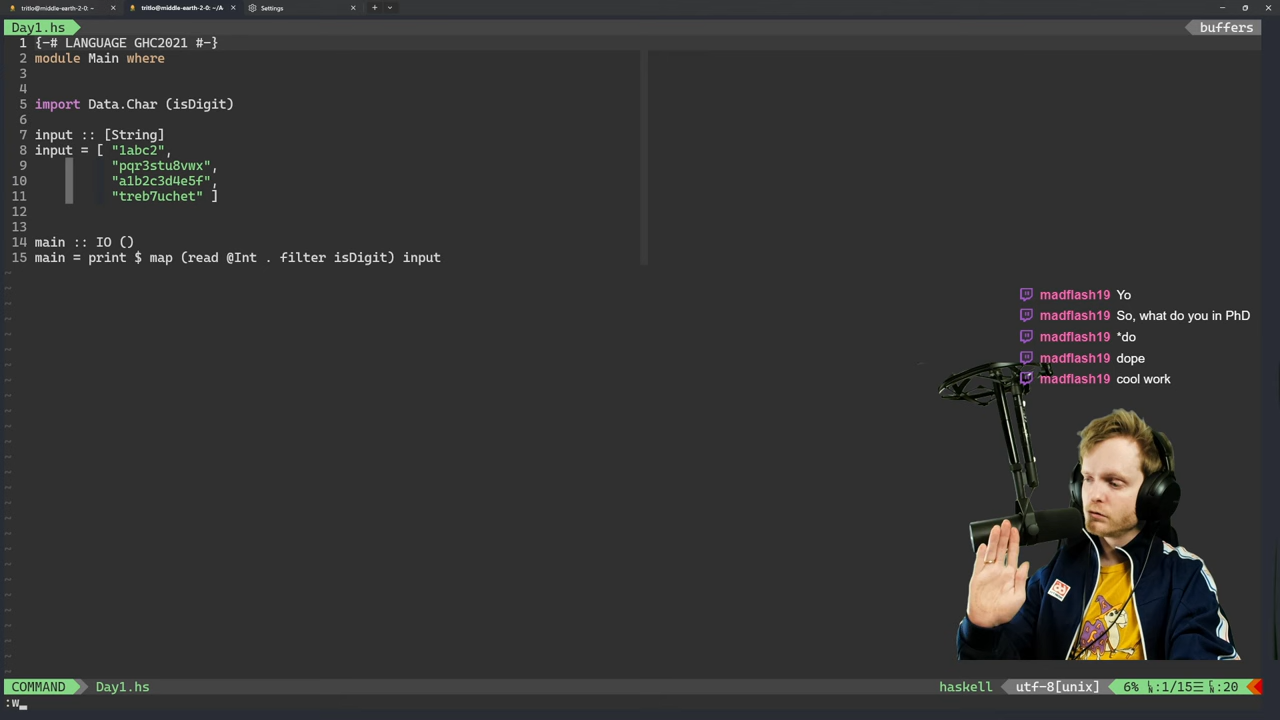 tritlo@middle-earth-2-0: ~
tritlo@middle-earth-2-0: ~/A
Settings
Day1.hs
buffers
1 {-# LANGUAGE GHC2021 #-}
2 module Main where
3
4
5 import Data.Char (isDigit)
6
7 input :: [String]
8 input = [ "1abc2",
9 "pqr3stu8vwx",
10 "a1b2c3d4e5f",
11 "treb7uchet" ]
12
13
14 main :: IO ()
15 main = print $ map (read @Int . filter isDigit) input
madflash19 Yo
madflash19 So, what do you in PhD
madflash19 *do
madflash19 dope
madflash19 cool work
COMMAND Day1.hs haskell utf-8[unix] 6% ㏑:1/15☰ ℅:20
:w